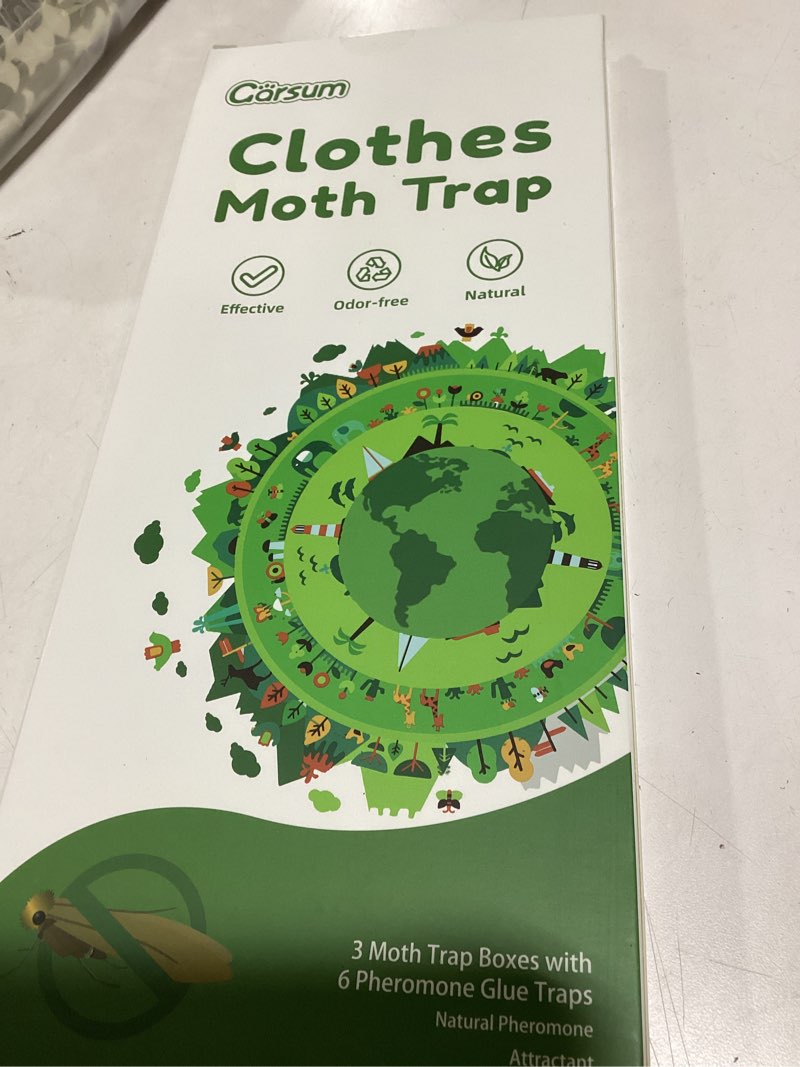 Carsum
Clothes
Moth Trap
Effective
Odor-free
Natural
3 Moth Trap Boxes with
6 Pheromone Glue Traps
Natural Pheromone
Attractant